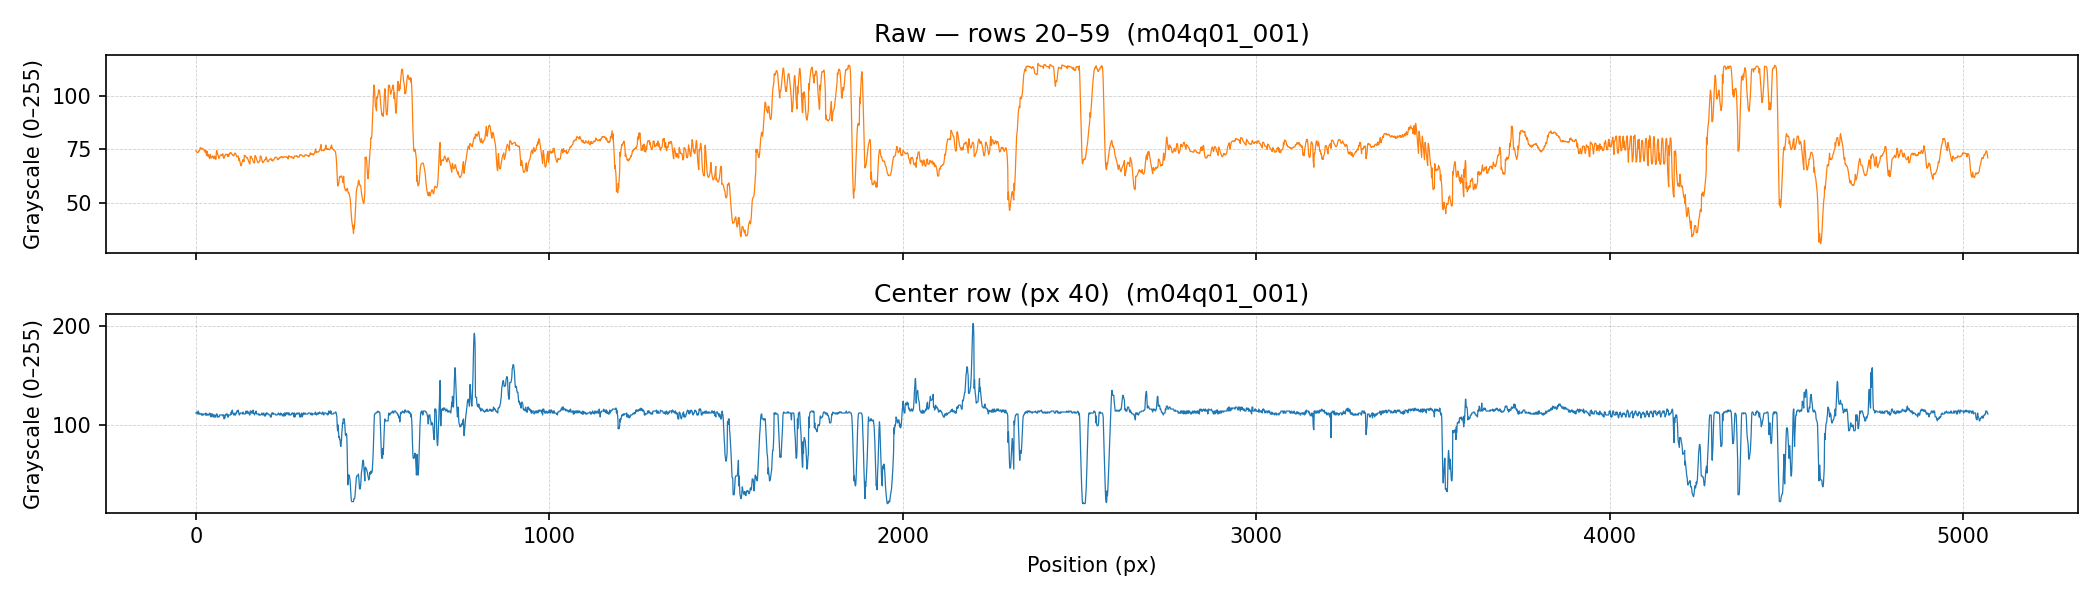 Raw — rows 20–59 (m04q01_001)
Grayscale (0–255)
100
75
50
Center row (px 40) (m04q01_001)
Grayscale (0–255)
200
100
0 1000 2000 3000 4000 5000
Position (px)